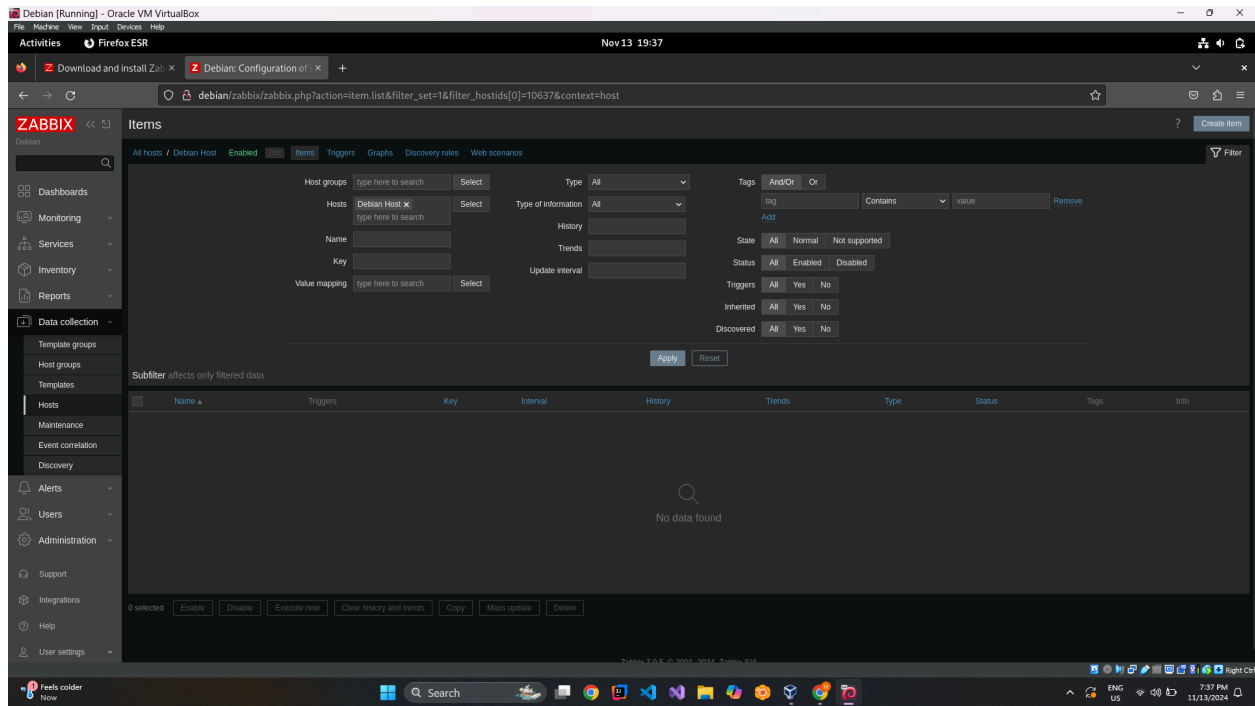 Debian [Running] - Oracle VM VirtualBox
File Machine View Input Devices Help
Activities Firefox ESR Nov 13 19:37
Download and install Zab × Debian: Configuration of i × +
debian/zabbix/zabbix.php?action=item.list&filter_set=1&filter_hostids[0]=10637&context=host
ZABBIX
Debian
Items ? Create item
All hosts / Debian Host Enabled ZBX Items Triggers Graphs Discovery rules Web scenarios Filter
Dashboards
Monitoring
Services
Inventory
Reports
Data collection
Template groups
Host groups
Templates
Hosts
Maintenance
Event correlation
Discovery
Alerts
Users
Administration
Support
Integrations
Help
User settings
Host groups type here to search Select
Hosts Debian Host × Select
type here to search
Name
Key
Value mapping type here to search Select
Type All
Type of information All
History
Trends
Update interval
Tags And/Or Or
tag Contains value Remove
Add
State All Normal Not supported
Status All Enabled Disabled
Triggers All Yes No
Inherited All Yes No
Discovered All Yes No
Apply Reset
Subfilter affects only filtered data
Name Triggers Key Interval History Trends Type Status Tags Info
No data found
0 selected Enable Disable Execute now Clear history and trends Copy Mass update Delete
Zabbix 7.0.5. © 2001–2024, Zabbix SIA
Right Ctrl
1 Feels colder
Now
Search
ENG
US
7:37 PM
11/13/2024